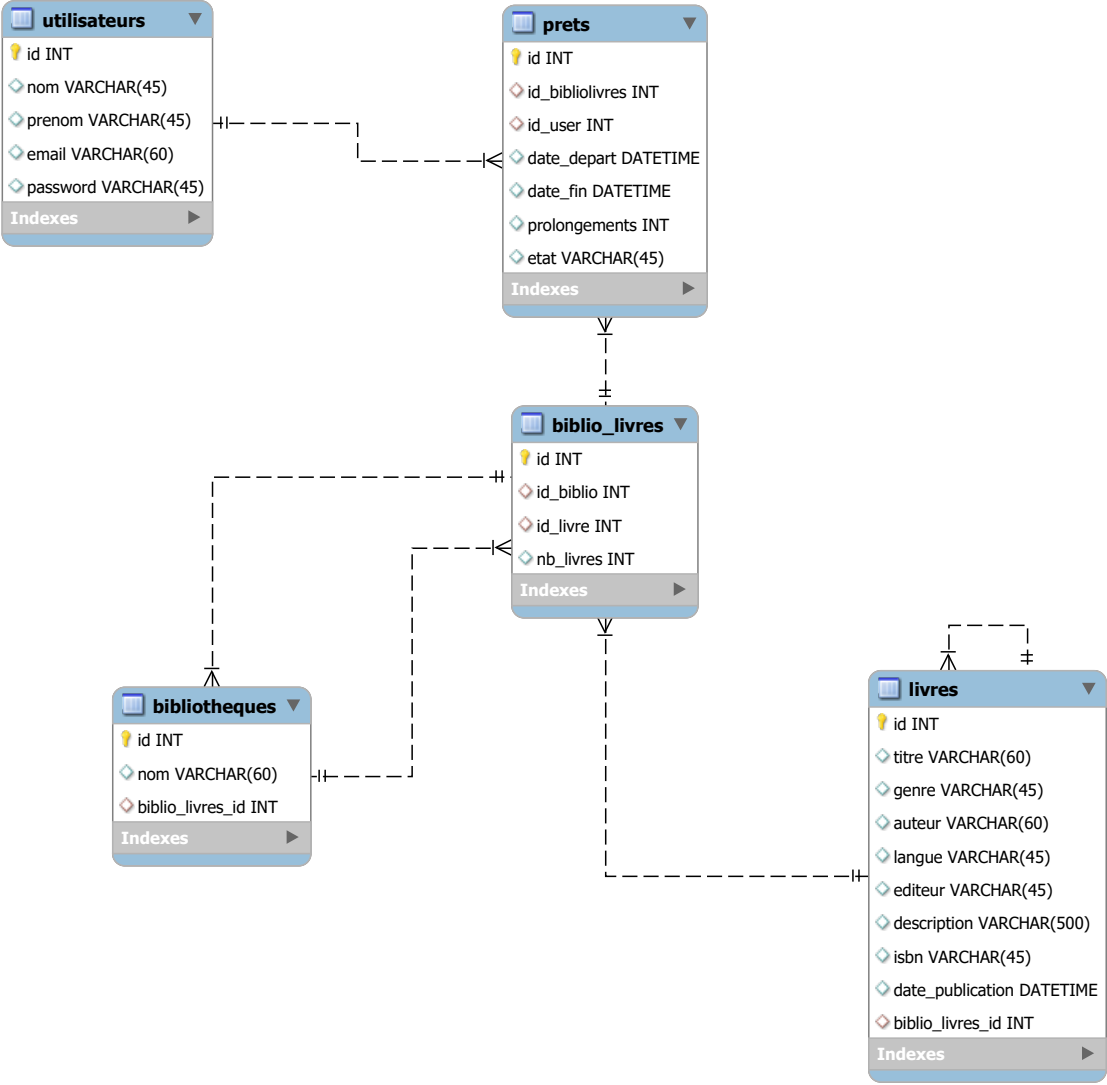 utilisateurs
id INT
nom VARCHAR(45)
prenom VARCHAR(45)
email VARCHAR(60)
password VARCHAR(45)
Indexes
prets
id INT
id_bibliolivres INT
id_user INT
date_depart DATETIME
date_fin DATETIME
prolongements INT
etat VARCHAR(45)
Indexes
biblio_livres
id INT
id_biblio INT
id_livre INT
nb_livres INT
Indexes
bibliotheques
id INT
nom VARCHAR(60)
biblio_livres_id INT
Indexes
livres
id INT
titre VARCHAR(60)
genre VARCHAR(45)
auteur VARCHAR(60)
langue VARCHAR(45)
editeur VARCHAR(45)
description VARCHAR(500)
isbn VARCHAR(45)
date_publication DATETIME
biblio_livres_id INT
Indexes